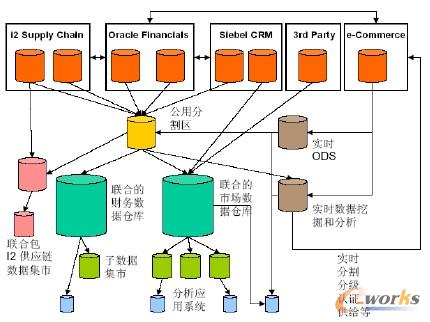 i2 Supply Chain
Oracle Financials
Siebel CRM
3rd Party
e-Commerce
公用分
割区
实时
ODS
联合的
财务数
据仓库
联合的
市场数
据仓库
实时数据挖
掘和分析
联合包
I2 供应链
数据集市
子数据
集市
分析应
用系统
实时
分割
分级
认证
供给等
e-works